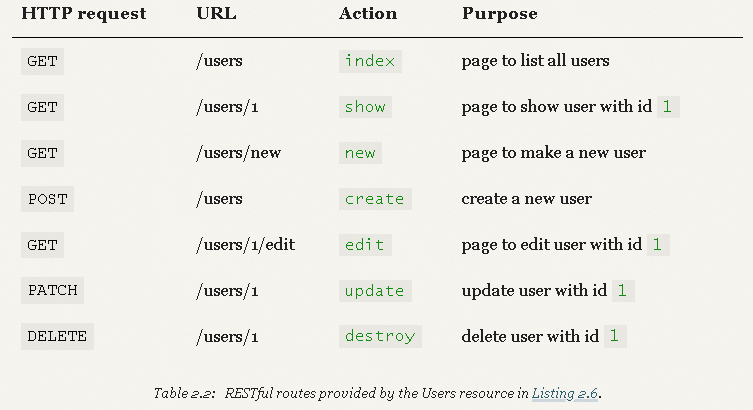 HTTP request URL Action Purpose
GET /users index page to list all users
GET /users/1 show page to show user with id 1
GET /users/new new page to make a new user
POST /users create create a new user
GET /users/1/edit edit page to edit user with id 1
PATCH /users/1 update update user with id 1
DELETE /users/1 destroy delete user with id 1
Table 2.2: RESTful routes provided by the Users resource in Listing 2.6.